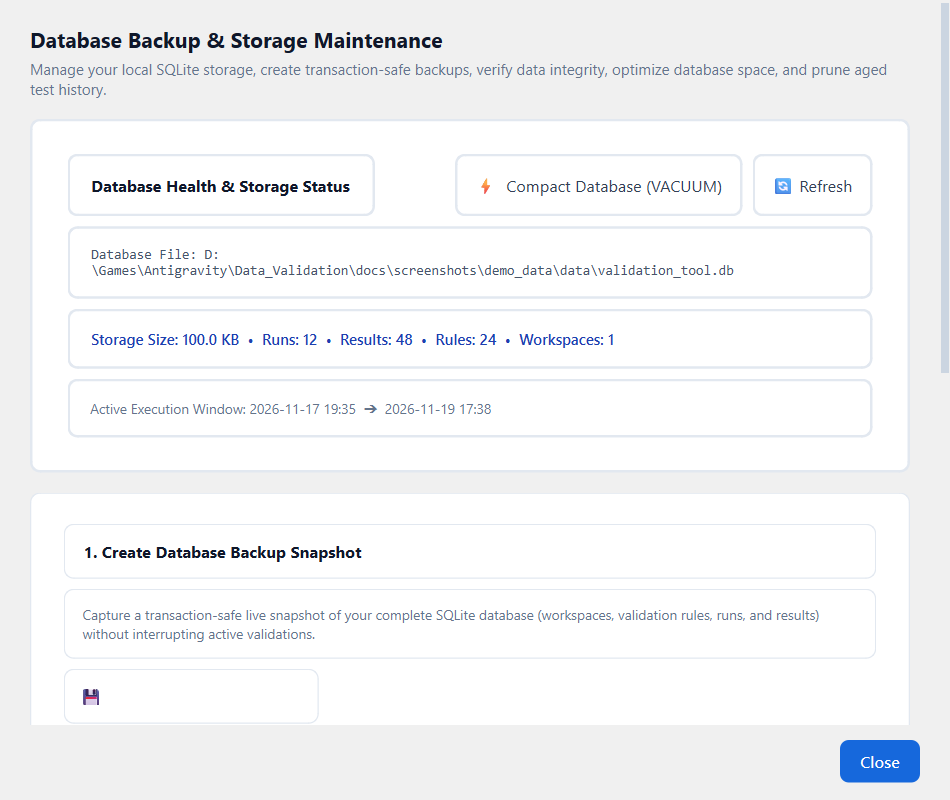 Database Backup & Storage Maintenance
Manage your local SQLite storage, create transaction-safe backups, verify data integrity, optimize database space, and prune aged
test history.
Database Health & Storage Status
Compact Database (VACUUM)
Refresh
Database File: D:
\Games\Antigravity\Data_Validation\docs\screenshots\demo_data\data\validation_tool.db
Storage Size: 100.0 KB • Runs: 12 • Results: 48 • Rules: 24 • Workspaces: 1
Active Execution Window: 2026-11-17 19:35 ➔ 2026-11-19 17:38
1. Create Database Backup Snapshot
Capture a transaction-safe live snapshot of your complete SQLite database (workspaces, validation rules, runs, and results)
without interrupting active validations.
Close